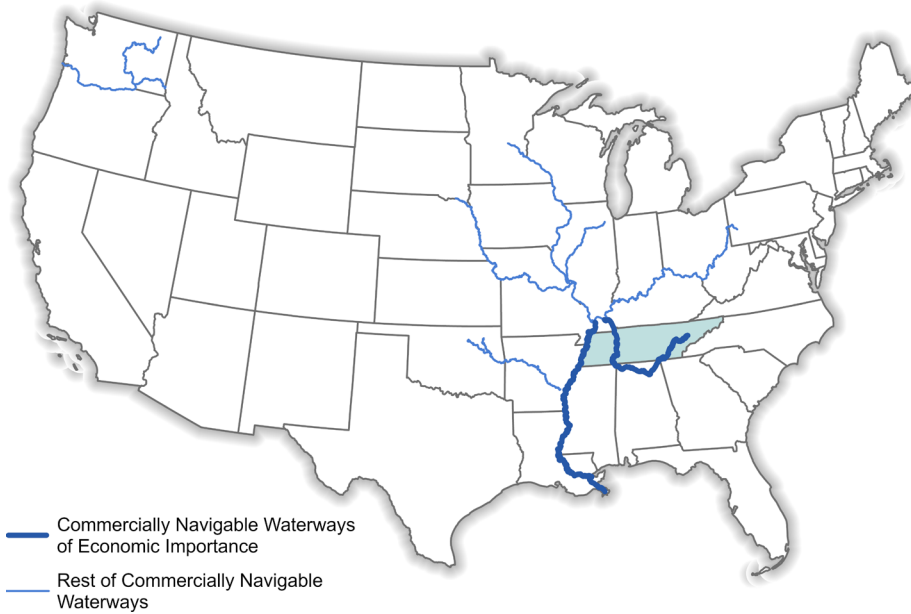 Commercially Navigable Waterways
of Economic Importance
Rest of Commercially Navigable
Waterways